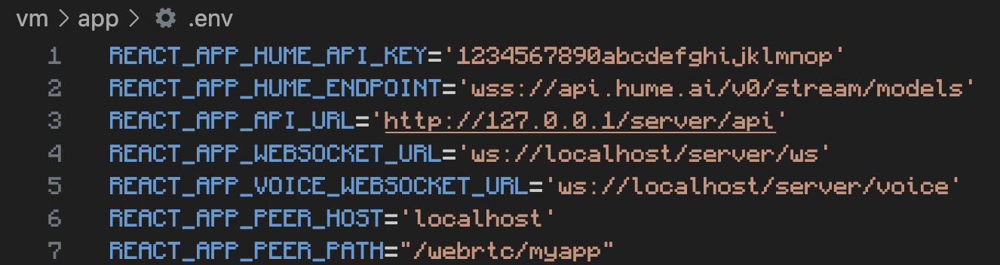 vm > app > .env
1 REACT_APP_HUME_API_KEY='1234567890abcdefghijklmnop'
2 REACT_APP_HUME_ENDPOINT='wss://api.hume.ai/v0/stream/models'
3 REACT_APP_API_URL='http://127.0.0.1/server/api'
4 REACT_APP_WEBSOCKET_URL='ws://localhost/server/ws'
5 REACT_APP_VOICE_WEBSOCKET_URL='ws://localhost/server/voice'
6 REACT_APP_PEER_HOST='localhost'
7 REACT_APP_PEER_PATH="/webrtc/myapp"